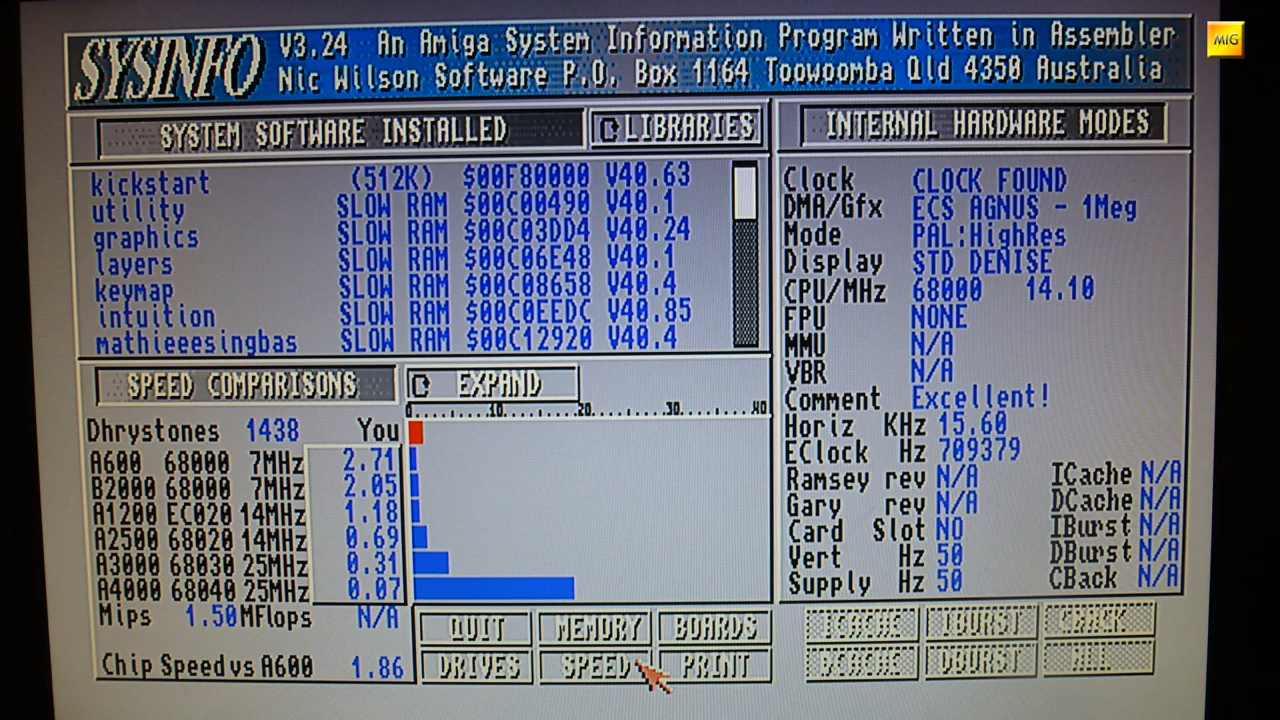 SYSINFO
V3.24 An Amiga System Information Program Written in Assembler
Nic Wilson Software P.O. Box 1164 Toowoomba Qld 4350 Australia
MIG
SYSTEM SOFTWARE INSTALLED
LIBRARIES
kickstart (512K) $00F80000 V40.63
utility SLOW RAM $00C00490 V40.1
graphics SLOW RAM $00C03DD4 V40.24
layers SLOW RAM $00C06E48 V40.1
keymap SLOW RAM $00C08658 V40.4
intuition SLOW RAM $00C0EEDC V40.85
mathieeesingbas SLOW RAM $00C12920 V40.4
INTERNAL HARDWARE MODES
Clock CLOCK FOUND
DMA/Gfx ECS AGNUS - 1Meg
Mode PAL:HighRes
Display STD DENISE
CPU/MHz 68000 14.10
FPU NONE
MMU N/A
VBR N/A
Comment Excellent!
Horiz KHz 15.60
EClock Hz 709379
Ramsey rev N/A ICache N/A
Gary rev N/A DCache N/A
Card Slot NO IBurst N/A
Vert Hz 50 DBurst N/A
Supply Hz 50 CBack N/A
SPEED COMPARISONS
EXPAND
0 10 20 30 40
Dhrystones 1438 You
A600 68000 7MHz 2.71
B2000 68000 7MHz 2.05
A1200 EC020 14MHz 1.18
A2500 68020 14MHz 0.69
A3000 68030 25MHz 0.31
A4000 68040 25MHz 0.07
Mips 1.50 MFlops N/A
Chip Speed vs A600 1.86
QUIT MEMORY BOARDS
DRIVES SPEED PRINT
ICACHE IBURST CBACK
DCACHE DBURST ALL